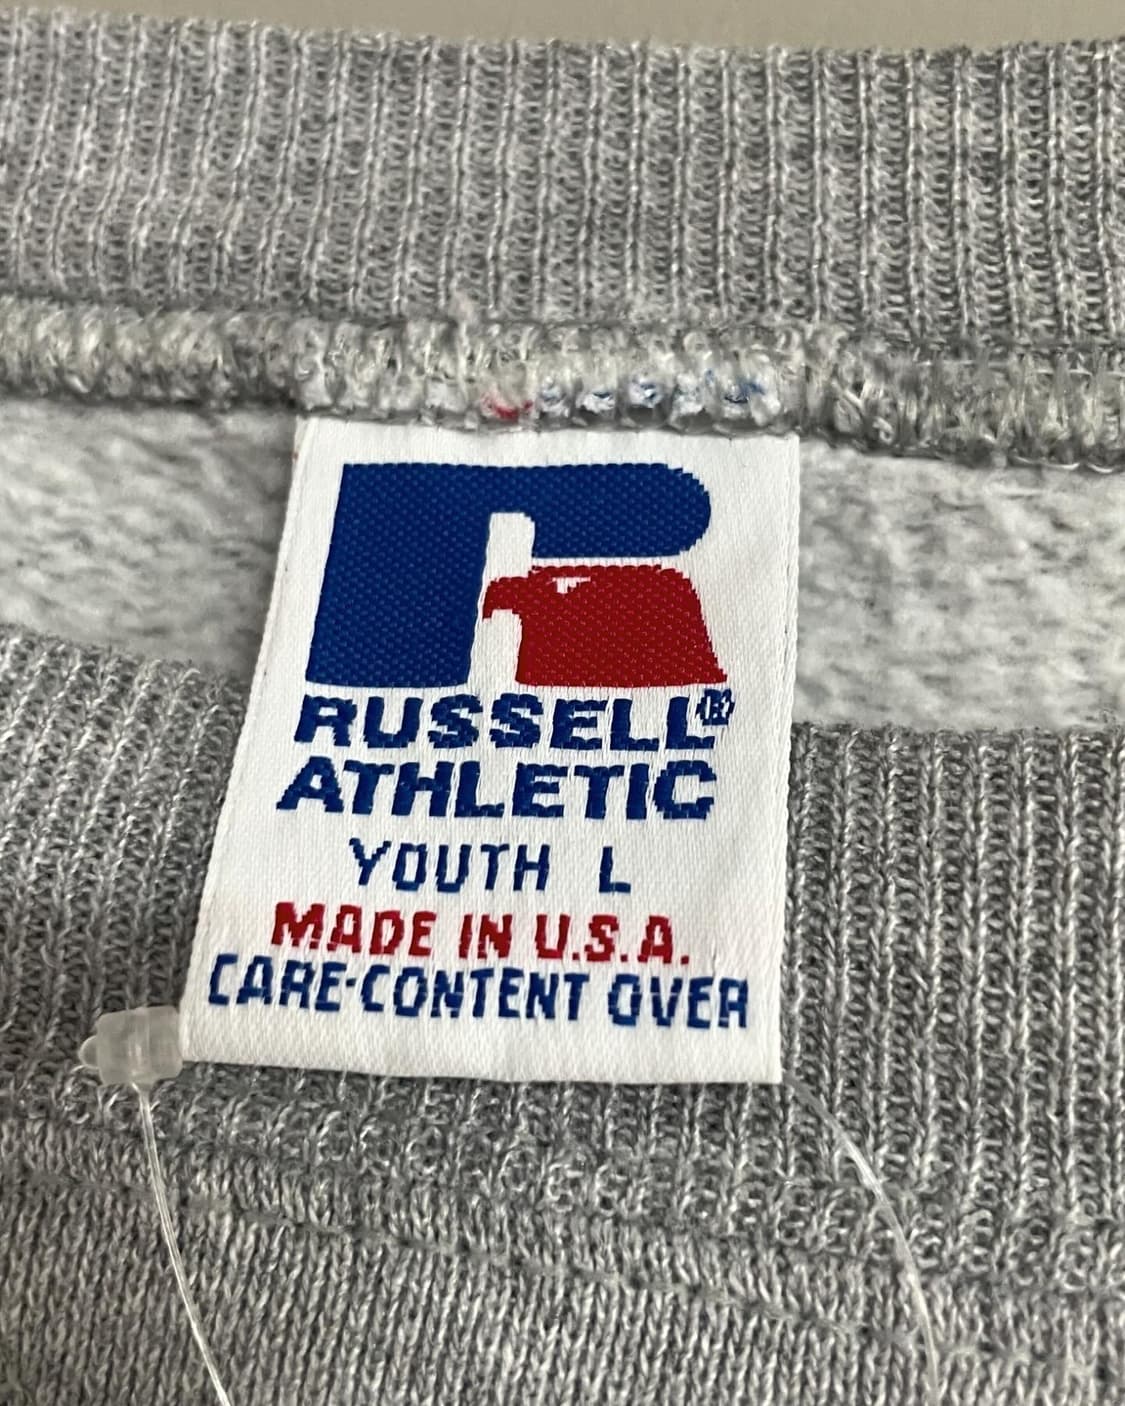 RUSSELL®
ATHLETIC
YOUTH L
MADE IN U.S.A.
CARE-CONTENT OVER